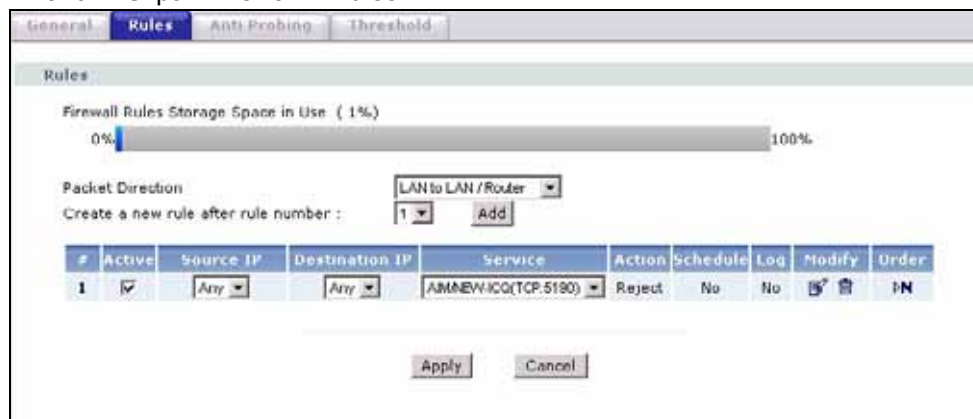 General Rules Anti Probing Threshold
Rules
Firewall Rules Storage Space in Use ( 1%)
0% 100%
Packet Direction LAN to LAN / Router
Create a new rule after rule number : 1 Add
# Active Source IP Destination IP Service Action Schedule Log Modify Order
1 Any Any AIM/NEW-ICQ(TCP:5190) Reject No No N
Apply Cancel